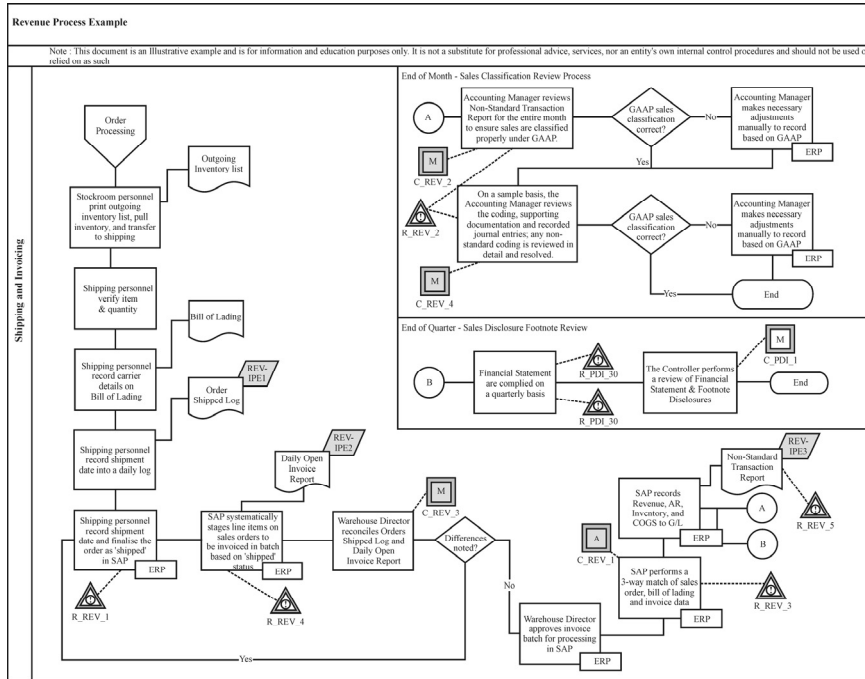 Revenue Process Example
Note : This document is an Illustrative example and is for information and education purposes only. It is not a substitute for professional advice, services, nor an entity's own internal control procedures and should not be used o
relied on as such
Shipping and Invoicing
Order
Processing
Outgoing
Inventory list
Stockroom personnel
print outgoing
inventory list, pull
inventory, and transfer
to shipping
Shipping personnel
verify item
& quantity
Bill of Lading
Shipping personnel
record carrier
details on
Bill of Lading
REV-
IPE1
Order
Shipped Log
Shipping personnel
record shipment
date into a daily log
Shipping personnel
record shipment
date and finalise the
order as 'shipped'
in SAP
ERP
R_REV_1
REV-
IPE2
Daily Open
Invoice
Report
SAP systematically
stages line items on
sales orders to
be invoiced in batch
based on 'shipped'
status
ERP
R_REV_4
M
C_REV_3
Warehouse Director
reconciles Orders
Shipped Log and
Daily Open
Invoice Report
Differences
noted?
Yes
No
Warehouse Director
approves invoice
batch for processing
in SAP
ERP
SAP performs a
3-way match of sales
order, bill of lading
and invoice data
ERP
A
C_REV_1
R_REV_3
SAP records
Revenue, AR,
Inventory, and
COGS to G/L
ERP
REV-
IPE3
Non-Standard
Transaction
Report
R_REV_5
A
B
End of Month - Sales Classification Review Process
A
Accounting Manager reviews
Non-Standard Transaction
Report for the entire month
to ensure sales are classified
properly under GAAP.
M
C_REV_2
R_REV_2
GAAP sales
classification
correct?
No
Yes
Accounting Manager
makes necessary
adjustments
manually to record
based on GAAP
ERP
On a sample basis, the
Accounting Manager reviews
the coding, supporting
documentation and recorded
journal entries; any non-
standard coding is reviewed in
detail and resolved.
M
C_REV_4
GAAP sales
classification
correct?
No
Yes
Accounting Manager
makes necessary
adjustments
manually to record
based on GAAP
ERP
End
End of Quarter - Sales Disclosure Footnote Review
B
Financial Statement
are complied on
a quarterly basis
R_PDI_30
R_PDI_30
The Controller performs
a review of Financial
Statement & Footnote
Disclosures
M
C_PDI_1
End